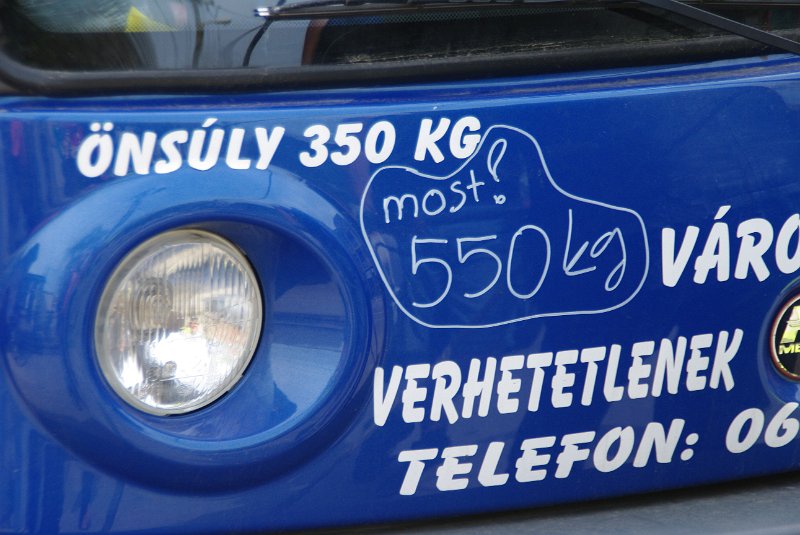 ÖNSÚLY 350 KG
most!
550 kg
VÁRO
VERHETETLENEK
TELEFON: 06